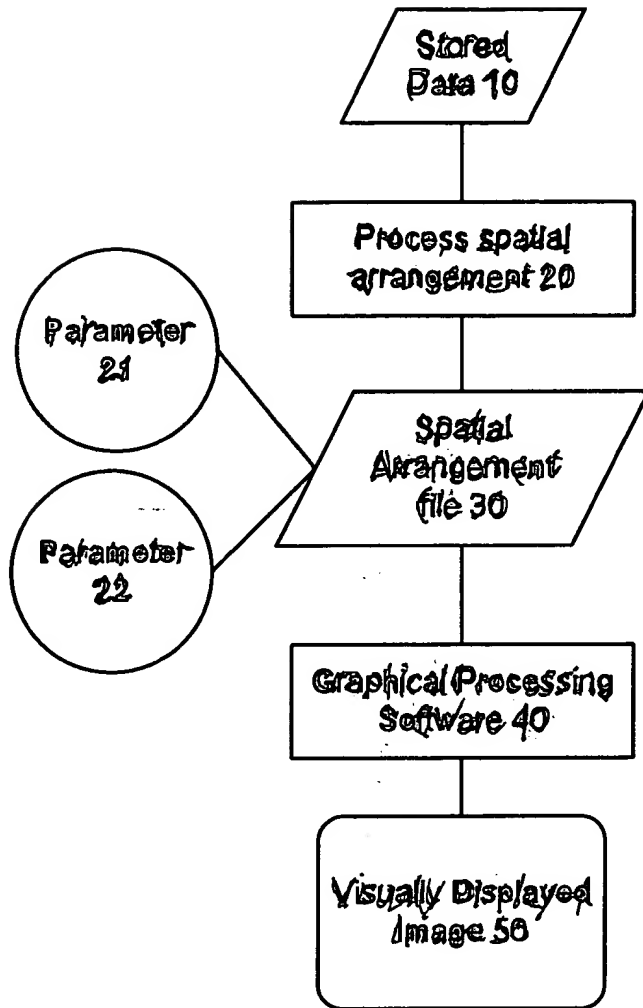 Stored
Data 10
Process spatial
arrangement 20
Parameter
21
Spatial
Arrangement
file 30
Parameter
22
Graphical Processing
Software 40
Visually Displayed
Image 50